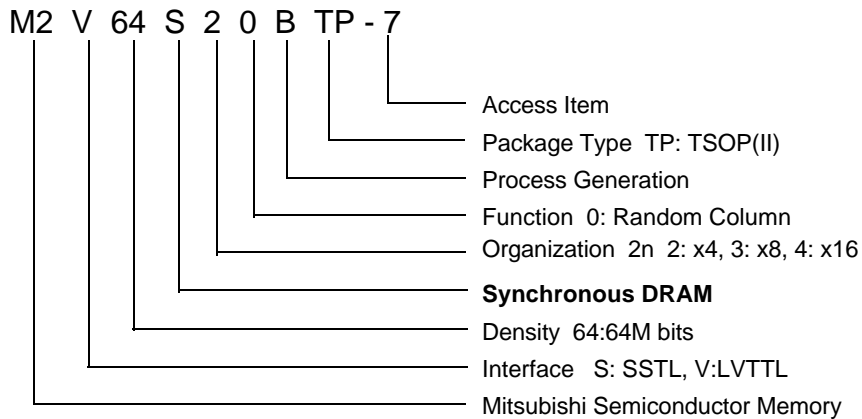 M2 V 64 S 2 0 B TP - 7
Access Item
Package Type TP: TSOP(II)
Process Generation
Function 0: Random Column
Organization 2n 2: x4, 3: x8, 4: x16
Synchronous DRAM
Density 64:64M bits
Interface S: SSTL, V:LVTTL
Mitsubishi Semiconductor Memory